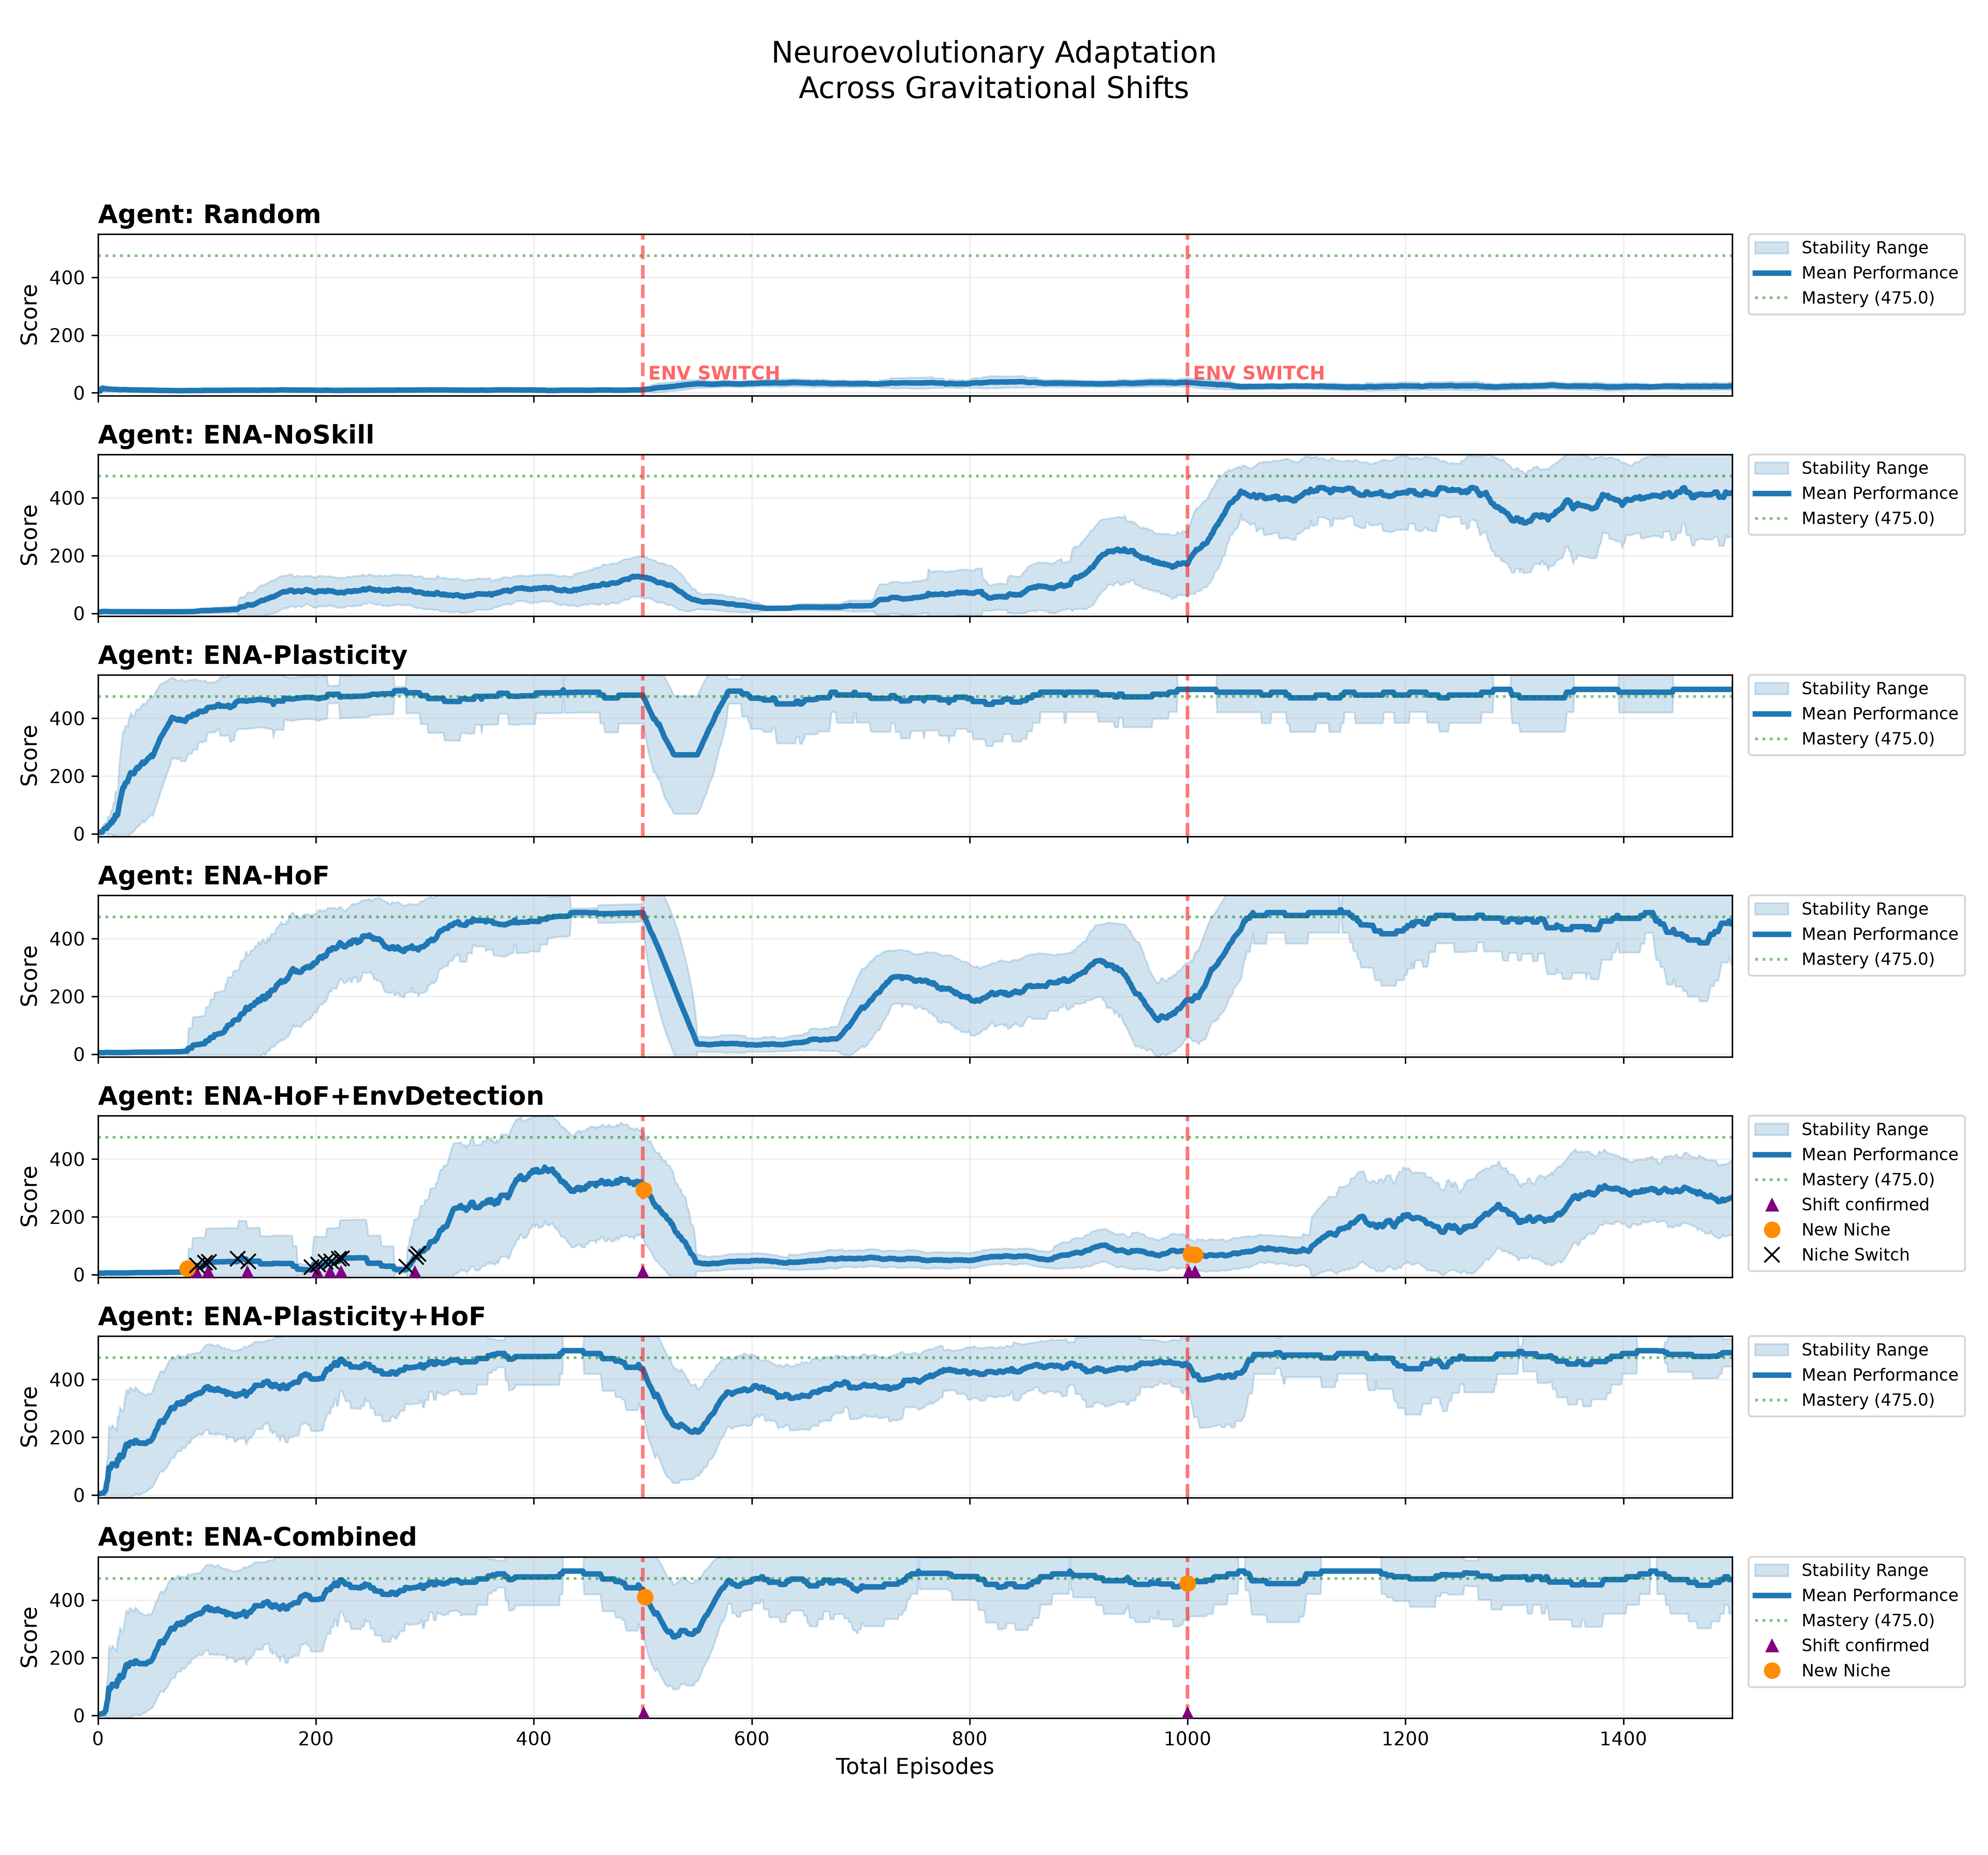 Neuroevolutionary Adaptation
Across Gravitational Shifts
Agent: Random
Score
400
200
0
ENV SWITCH
ENV SWITCH
Stability Range
Mean Performance
Mastery (475.0)
Agent: ENA-NoSkill
Score
400
200
0
Stability Range
Mean Performance
Mastery (475.0)
Agent: ENA-Plasticity
Score
400
200
0
Stability Range
Mean Performance
Mastery (475.0)
Agent: ENA-HoF
Score
400
200
0
Stability Range
Mean Performance
Mastery (475.0)
Agent: ENA-HoF+EnvDetection
Score
400
200
0
Stability Range
Mean Performance
Mastery (475.0)
Shift confirmed
New Niche
Niche Switch
Agent: ENA-Plasticity+HoF
Score
400
200
0
Stability Range
Mean Performance
Mastery (475.0)
Agent: ENA-Combined
Score
400
200
0
Stability Range
Mean Performance
Mastery (475.0)
Shift confirmed
New Niche
0 200 400 600 800 1000 1200 1400
Total Episodes